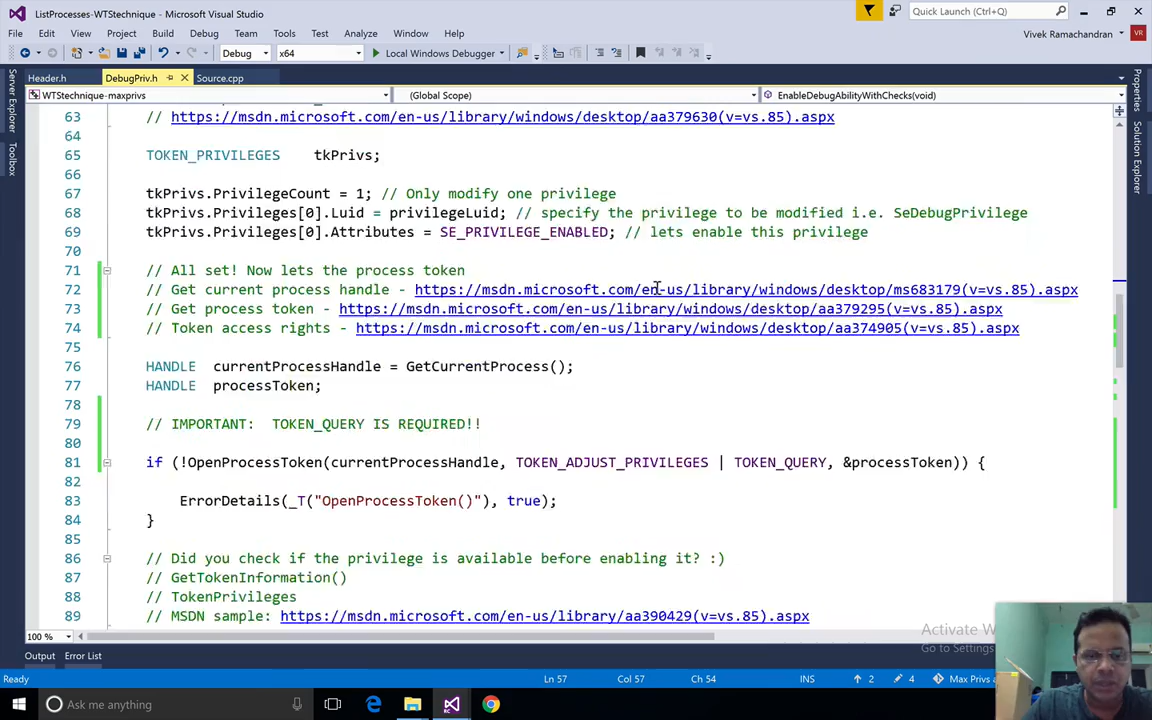 ListProcesses-WTStechnique - Microsoft Visual Studio
Quick Launch (Ctrl+Q)
File Edit View Project Build Debug Team Tools Test Analyze Window Help
Vivek Ramachandran VR
Debug x64 Local Windows Debugger
Header.h DebugPriv.h Source.cpp
WTStechnique-maxprivs (Global Scope) EnableDebugAbilityWithChecks(void)
Server Explorer
Toolbox
Properties
Solution Explorer
63 // https://msdn.microsoft.com/en-us/library/windows/desktop/aa379630(v=vs.85).aspx
64
65 TOKEN_PRIVILEGES tkPrivs;
66
67 tkPrivs.PrivilegeCount = 1; // Only modify one privilege
68 tkPrivs.Privileges[0].Luid = privilegeLuid; // specify the privilege to be modified i.e. SeDebugPrivilege
69 tkPrivs.Privileges[0].Attributes = SE_PRIVILEGE_ENABLED; // lets enable this privilege
70
71 // All set! Now lets the process token
72 // Get current process handle - https://msdn.microsoft.com/en-us/library/windows/desktop/ms683179(v=vs.85).aspx
73 // Get process token - https://msdn.microsoft.com/en-us/library/windows/desktop/aa379295(v=vs.85).aspx
74 // Token access rights - https://msdn.microsoft.com/en-us/library/windows/desktop/aa374905(v=vs.85).aspx
75
76 HANDLE currentProcessHandle = GetCurrentProcess();
77 HANDLE processToken;
78
79 // IMPORTANT: TOKEN_QUERY IS REQUIRED!!
80
81 if (!OpenProcessToken(currentProcessHandle, TOKEN_ADJUST_PRIVILEGES | TOKEN_QUERY, &processToken)) {
82
83 ErrorDetails(_T("OpenProcessToken()"), true);
84 }
85
86 // Did you check if the privilege is available before enabling it? :)
87 // GetTokenInformation()
88 // TokenPrivileges
89 // MSDN sample: https://msdn.microsoft.com/en-us/library/aa390429(v=vs.85).aspx
100 %
Activate W
Go to Settings
Output Error List
Ready Ln 57 Col 57 Ch 54 INS 2 4 Max Privs a
Ask me anything